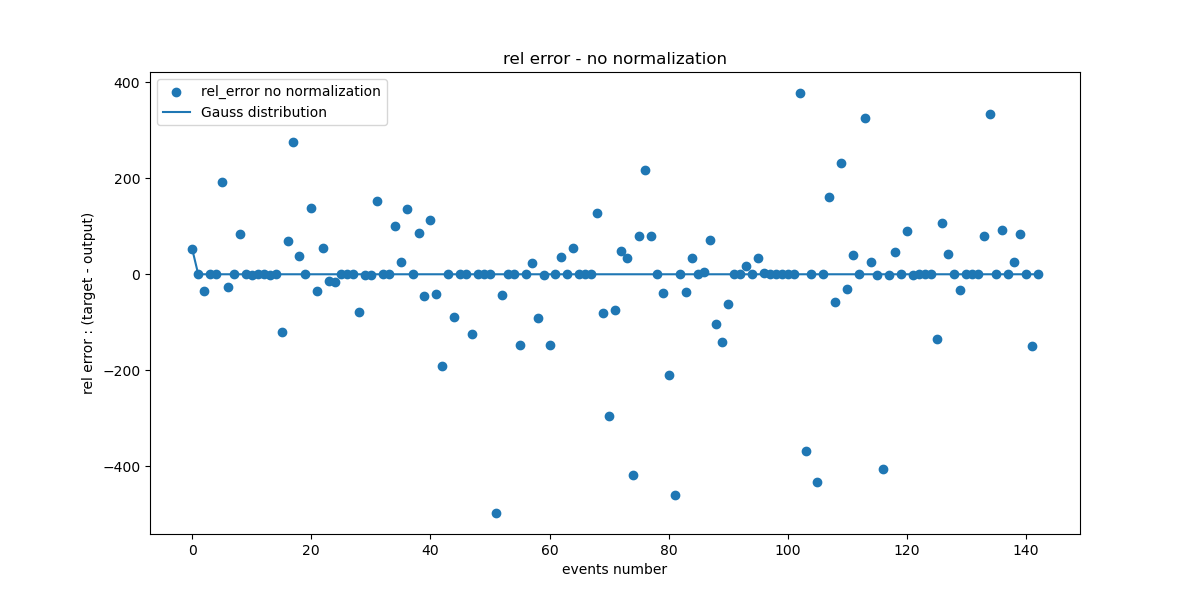 rel error - no normalization
rel_error no normalization
Gauss distribution
rel error : (target - output)
400
200
0
−200
−400
0 20 40 60 80 100 120 140
events number